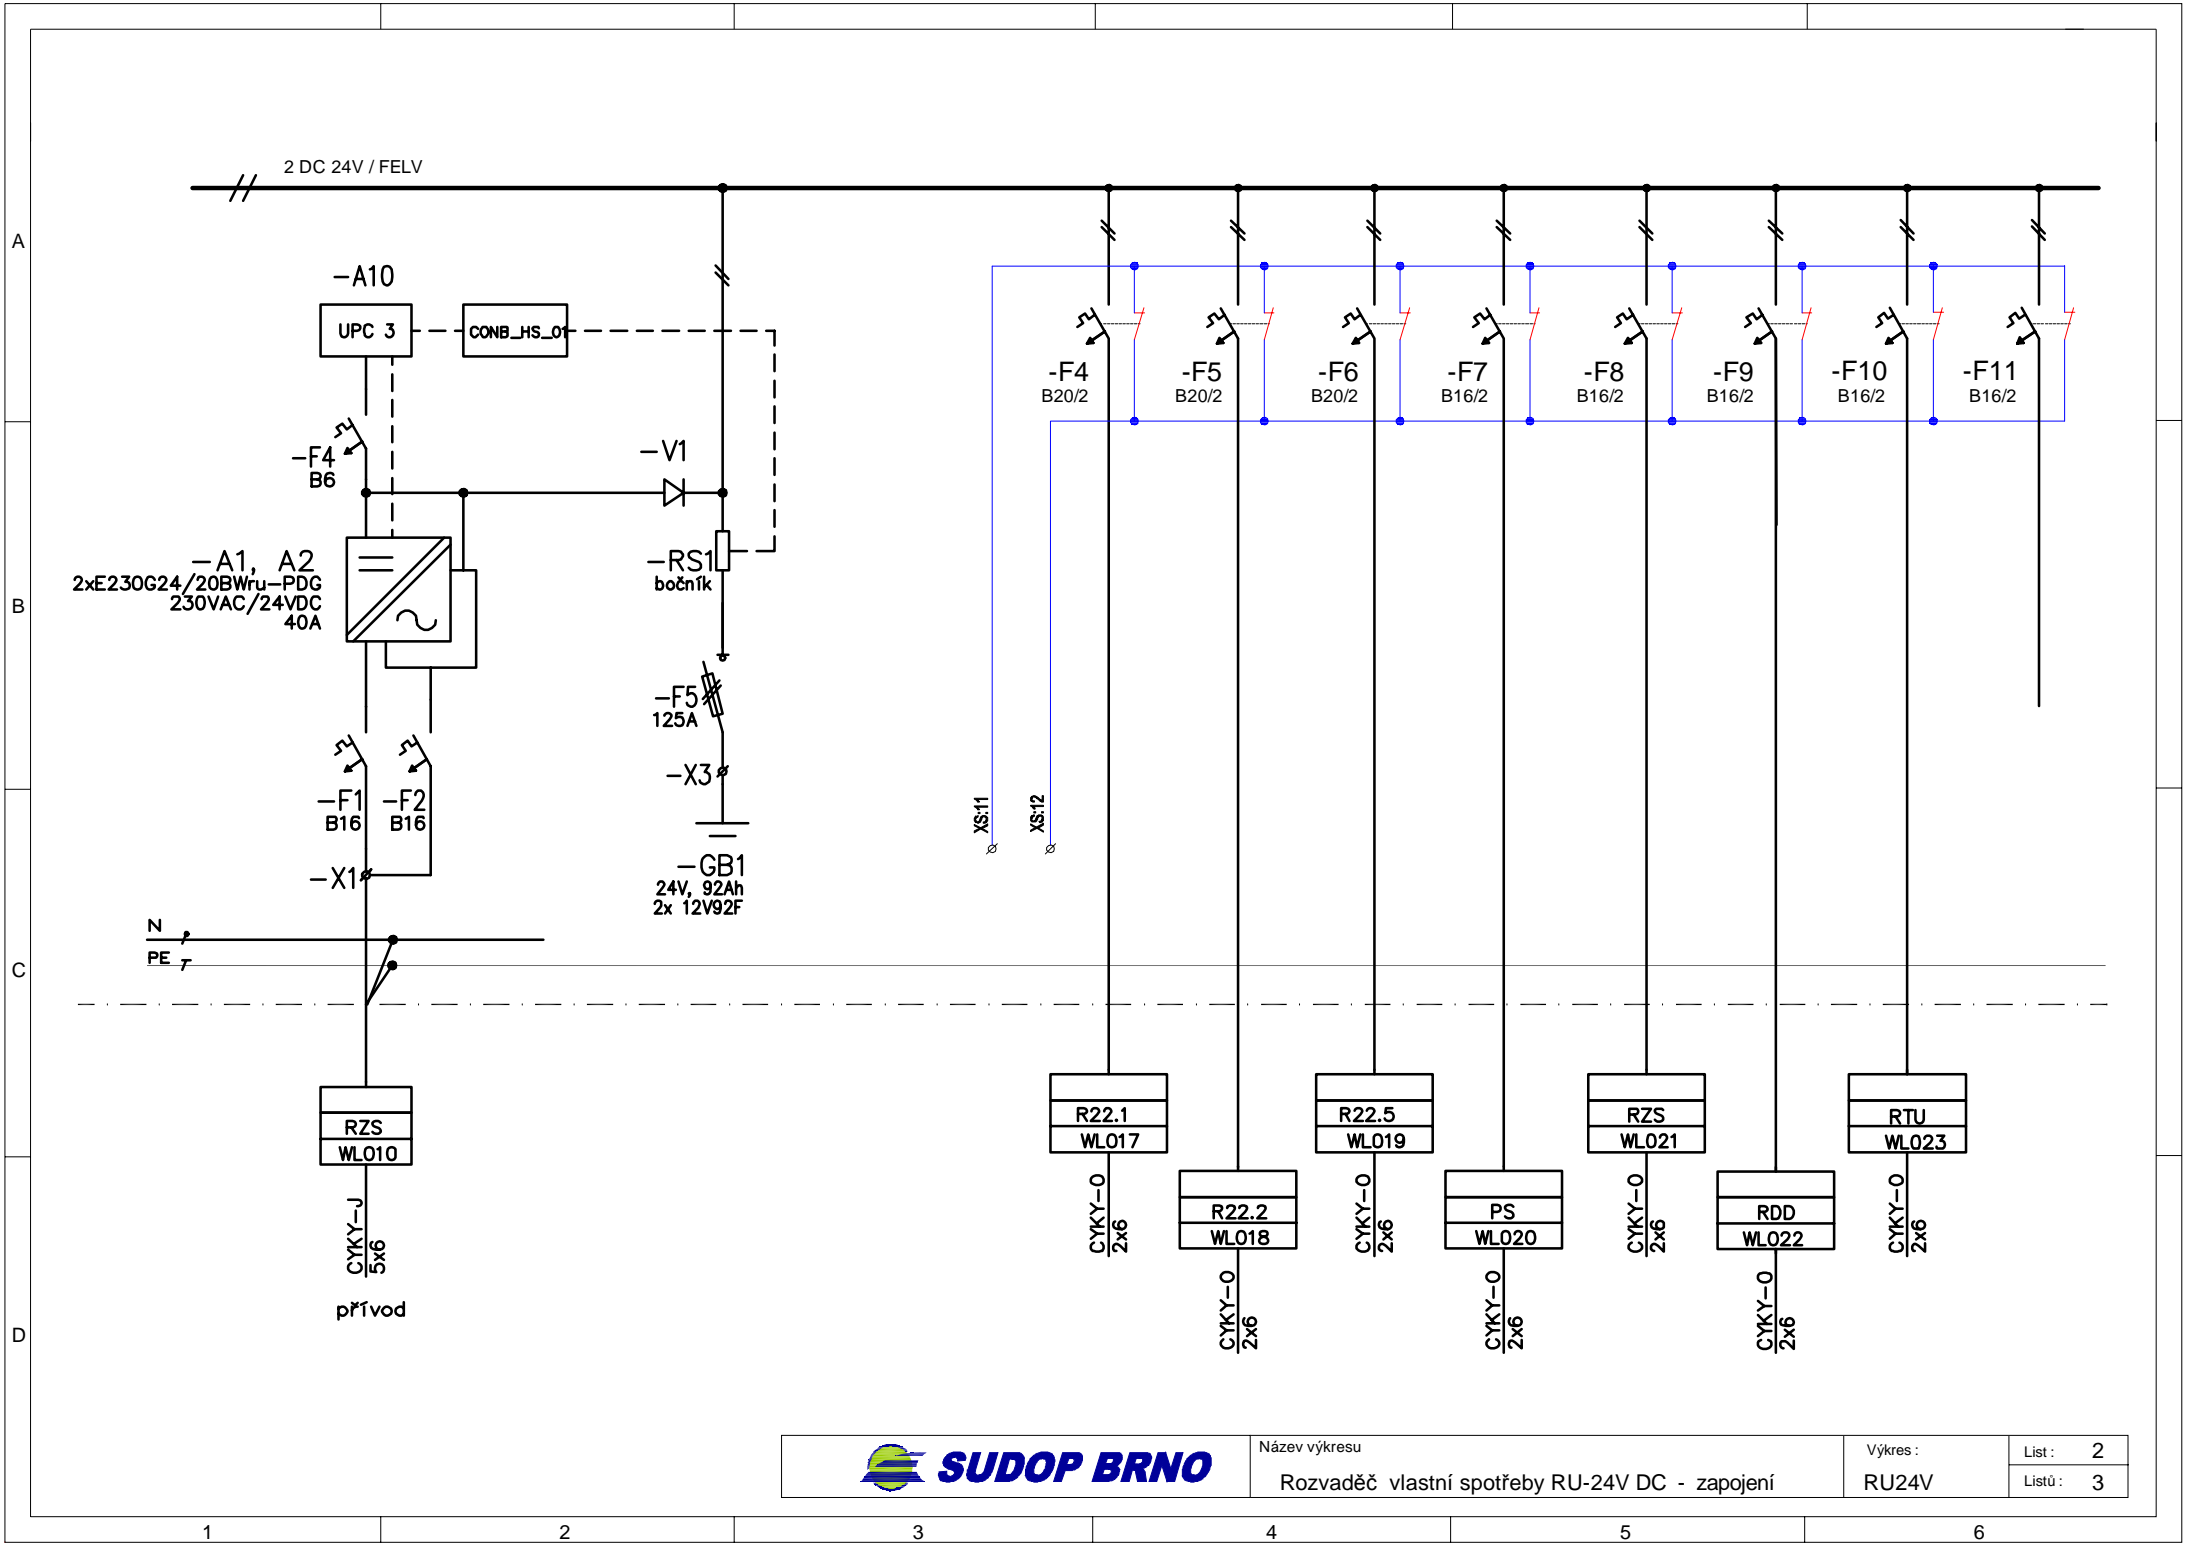 2 DC 24V / FELV
A
-A10
UPC 3
CONB_HS_01
-F4
B20/2
-F5
B20/2
-F6
B20/2
-F7
B16/2
-F8
B16/2
-F9
B16/2
-F10
B16/2
-F11
B16/2
-F4
B6
-V1
-A1, A2
2xE230G24/20BWru-PDG
230VAC/24VDC
40A
-RS1
bočník
B
-F5
125A
-X3
-F1
B16
-F2
B16
XS:11
XS:12
-X1
-GB1
24V, 92Ah
2x 12V92F
N
PE
C
RZS
WL010
CYKY-J
5x6
přívod
R22.1
WL017
CYKY-O
2x6
R22.2
WL018
CYKY-O
2x6
R22.5
WL019
CYKY-O
2x6
PS
WL020
CYKY-O
2x6
RZS
WL021
CYKY-O
2x6
RDD
WL022
CYKY-O
2x6
RTU
WL023
CYKY-O
2x6
D
SUDOP BRNO
Název výkresu
Rozvaděč vlastní spotřeby RU-24V DC - zapojení
Výkres :
RU24V
List : 2
Listů : 3
1 2 3 4 5 6